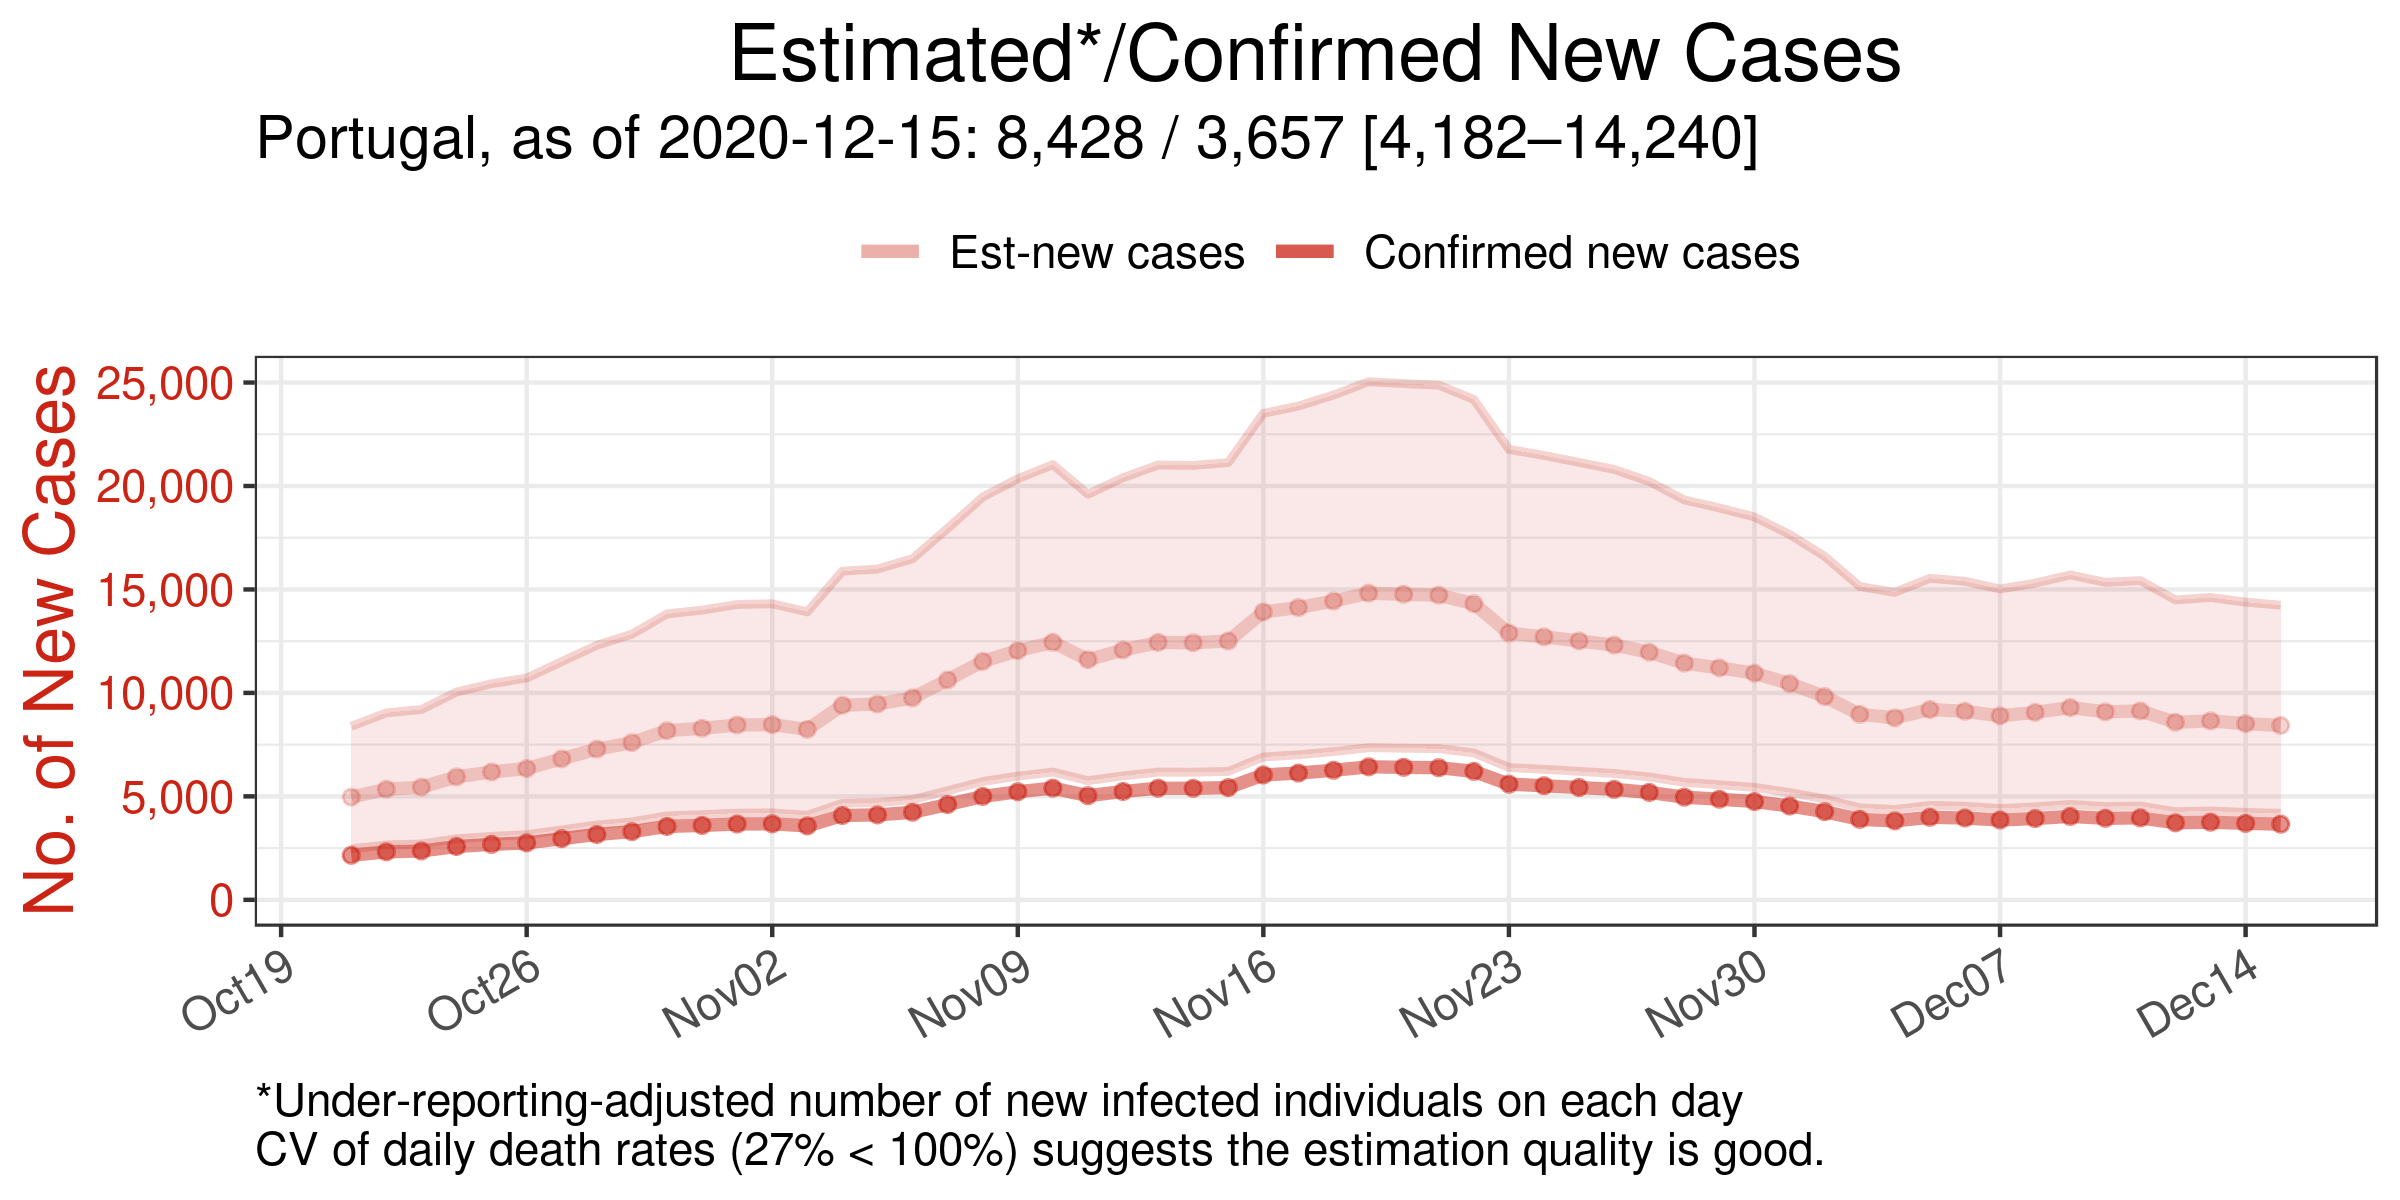 Estimated*/Confirmed New Cases
Portugal, as of 2020-12-15: 8,428 / 3,657 [4,182–14,240]
Est-new cases
Confirmed new cases
No. of New Cases
25,000
20,000
15,000
10,000
5,000
0
Oct19
Oct26
Nov02
Nov09
Nov16
Nov23
Nov30
Dec07
Dec14
*Under-reporting-adjusted number of new infected individuals on each day
CV of daily death rates (27% < 100%) suggests the estimation quality is good.